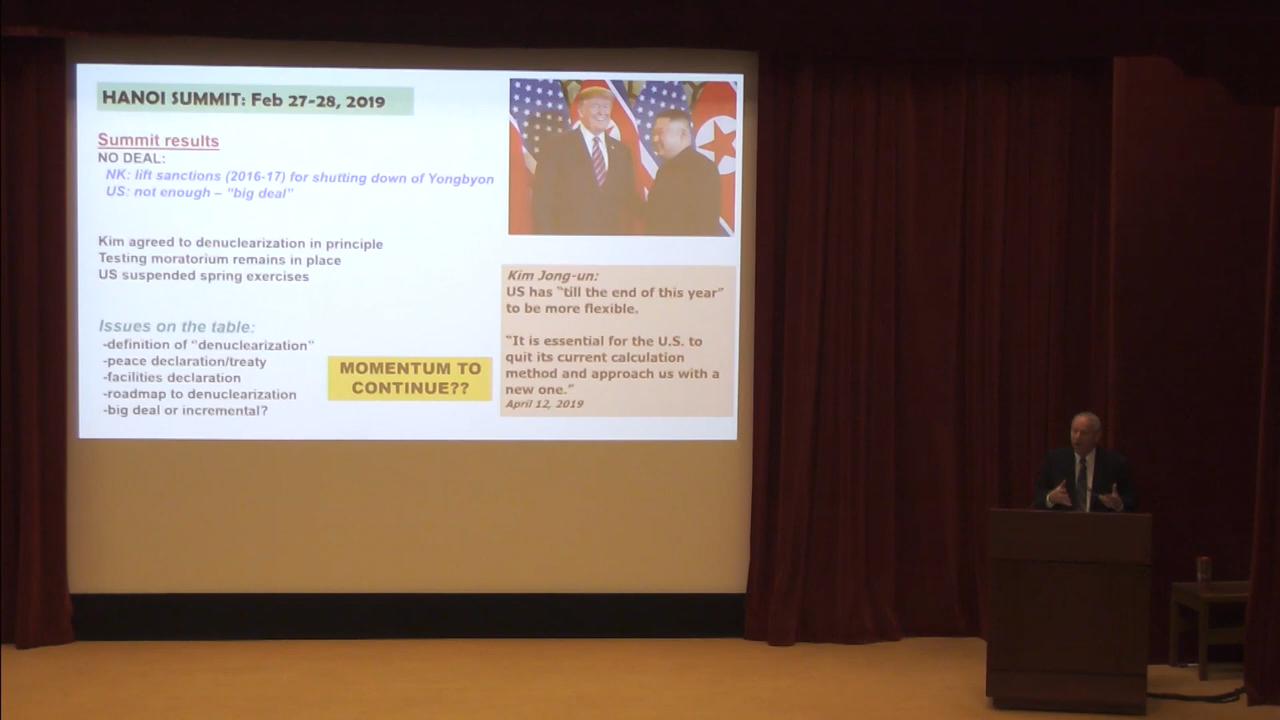 HANOI SUMMIT: Feb 27-28, 2019
Summit results
NO DEAL:
NK: lift sanctions (2016-17) for shutting down of Yongbyon
US: not enough – "big deal"
Kim agreed to denuclearization in principle
Testing moratorium remains in place
US suspended spring exercises
Issues on the table:
-definition of "denuclearization"
-peace declaration/treaty
-facilities declaration
-roadmap to denuclearization
-big deal or incremental?
MOMENTUM TO
CONTINUE??
Kim Jong-un:
US has "till the end of this year"
to be more flexible.
"It is essential for the U.S. to
quit its current calculation
method and approach us with a
new one."
April 12, 2019